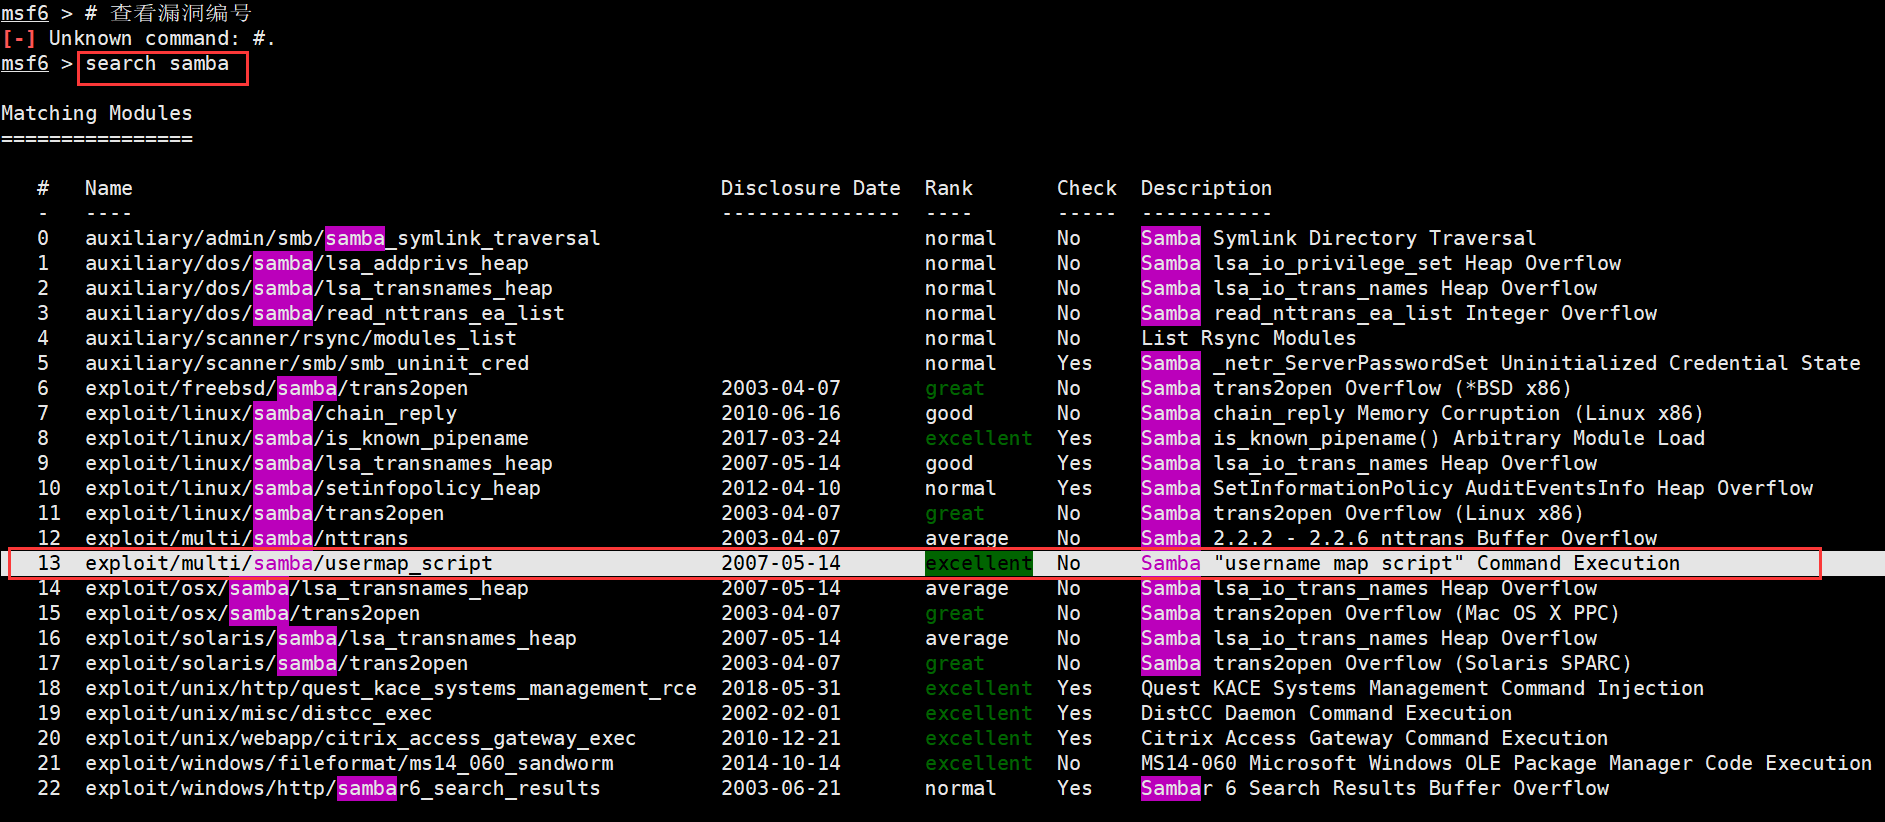 msf6 > # 查看漏洞编号
[-] Unknown command: #.
msf6 > search samba
Matching Modules
================
#   Name                                                 Disclosure Date  Rank       Check  Description
-   ----                                                 ---------------  ----       -----  -----------
0   auxiliary/admin/smb/samba_symlink_traversal                           normal     No     Samba Symlink Directory Traversal
1   auxiliary/dos/samba/lsa_addprivs_heap                                 normal     No     Samba lsa_io_privilege_set Heap Overflow
2   auxiliary/dos/samba/lsa_transnames_heap                               normal     No     Samba lsa_io_trans_names Heap Overflow
3   auxiliary/dos/samba/read_nttrans_ea_list                              normal     No     Samba read_nttrans_ea_list Integer Overflow
4   auxiliary/scanner/rsync/modules_list                                  normal     No     List Rsync Modules
5   auxiliary/scanner/smb/smb_uninit_cred                                 normal     Yes    Samba _netr_ServerPasswordSet Uninitialized Credential State
6   exploit/freebsd/samba/trans2open                     2003-04-07       great      No     Samba trans2open Overflow (*BSD x86)
7   exploit/linux/samba/chain_reply                      2010-06-16       good       No     Samba chain_reply Memory Corruption (Linux x86)
8   exploit/linux/samba/is_known_pipename                2017-03-24       excellent  Yes    Samba is_known_pipename() Arbitrary Module Load
9   exploit/linux/samba/lsa_transnames_heap              2007-05-14       good       Yes    Samba lsa_io_trans_names Heap Overflow
10  exploit/linux/samba/setinfopolicy_heap               2012-04-10       normal     Yes    Samba SetInformationPolicy AuditEventsInfo Heap Overflow
11  exploit/linux/samba/trans2open                       2003-04-07       great      No     Samba trans2open Overflow (Linux x86)
12  exploit/multi/samba/nttrans                          2003-04-07       average    No     Samba 2.2.2 - 2.2.6 nttrans Buffer Overflow
13  exploit/multi/samba/usermap_script                   2007-05-14       excellent  No     Samba "username map script" Command Execution
14  exploit/osx/samba/lsa_transnames_heap                2007-05-14       average    No     Samba lsa_io_trans_names Heap Overflow
15  exploit/osx/samba/trans2open                         2003-04-07       great      No     Samba trans2open Overflow (Mac OS X PPC)
16  exploit/solaris/samba/lsa_transnames_heap            2007-05-14       average    No     Samba lsa_io_trans_names Heap Overflow
17  exploit/solaris/samba/trans2open                     2003-04-07       great      No     Samba trans2open Overflow (Solaris SPARC)
18  exploit/unix/http/quest_kace_systems_management_rce  2018-05-31       excellent  Yes    Quest KACE Systems Management Command Injection
19  exploit/unix/misc/distcc_exec                        2002-02-01       excellent  Yes    DistCC Daemon Command Execution
20  exploit/unix/webapp/citrix_access_gateway_exec       2010-12-21       excellent  Yes    Citrix Access Gateway Command Execution
21  exploit/windows/fileformat/ms14_060_sandworm         2014-10-14       excellent  No     MS14-060 Microsoft Windows OLE Package Manager Code Execution
22  exploit/windows/http/sambar6_search_results          2003-06-21       normal     Yes    Sambar 6 Search Results Buffer Overflow